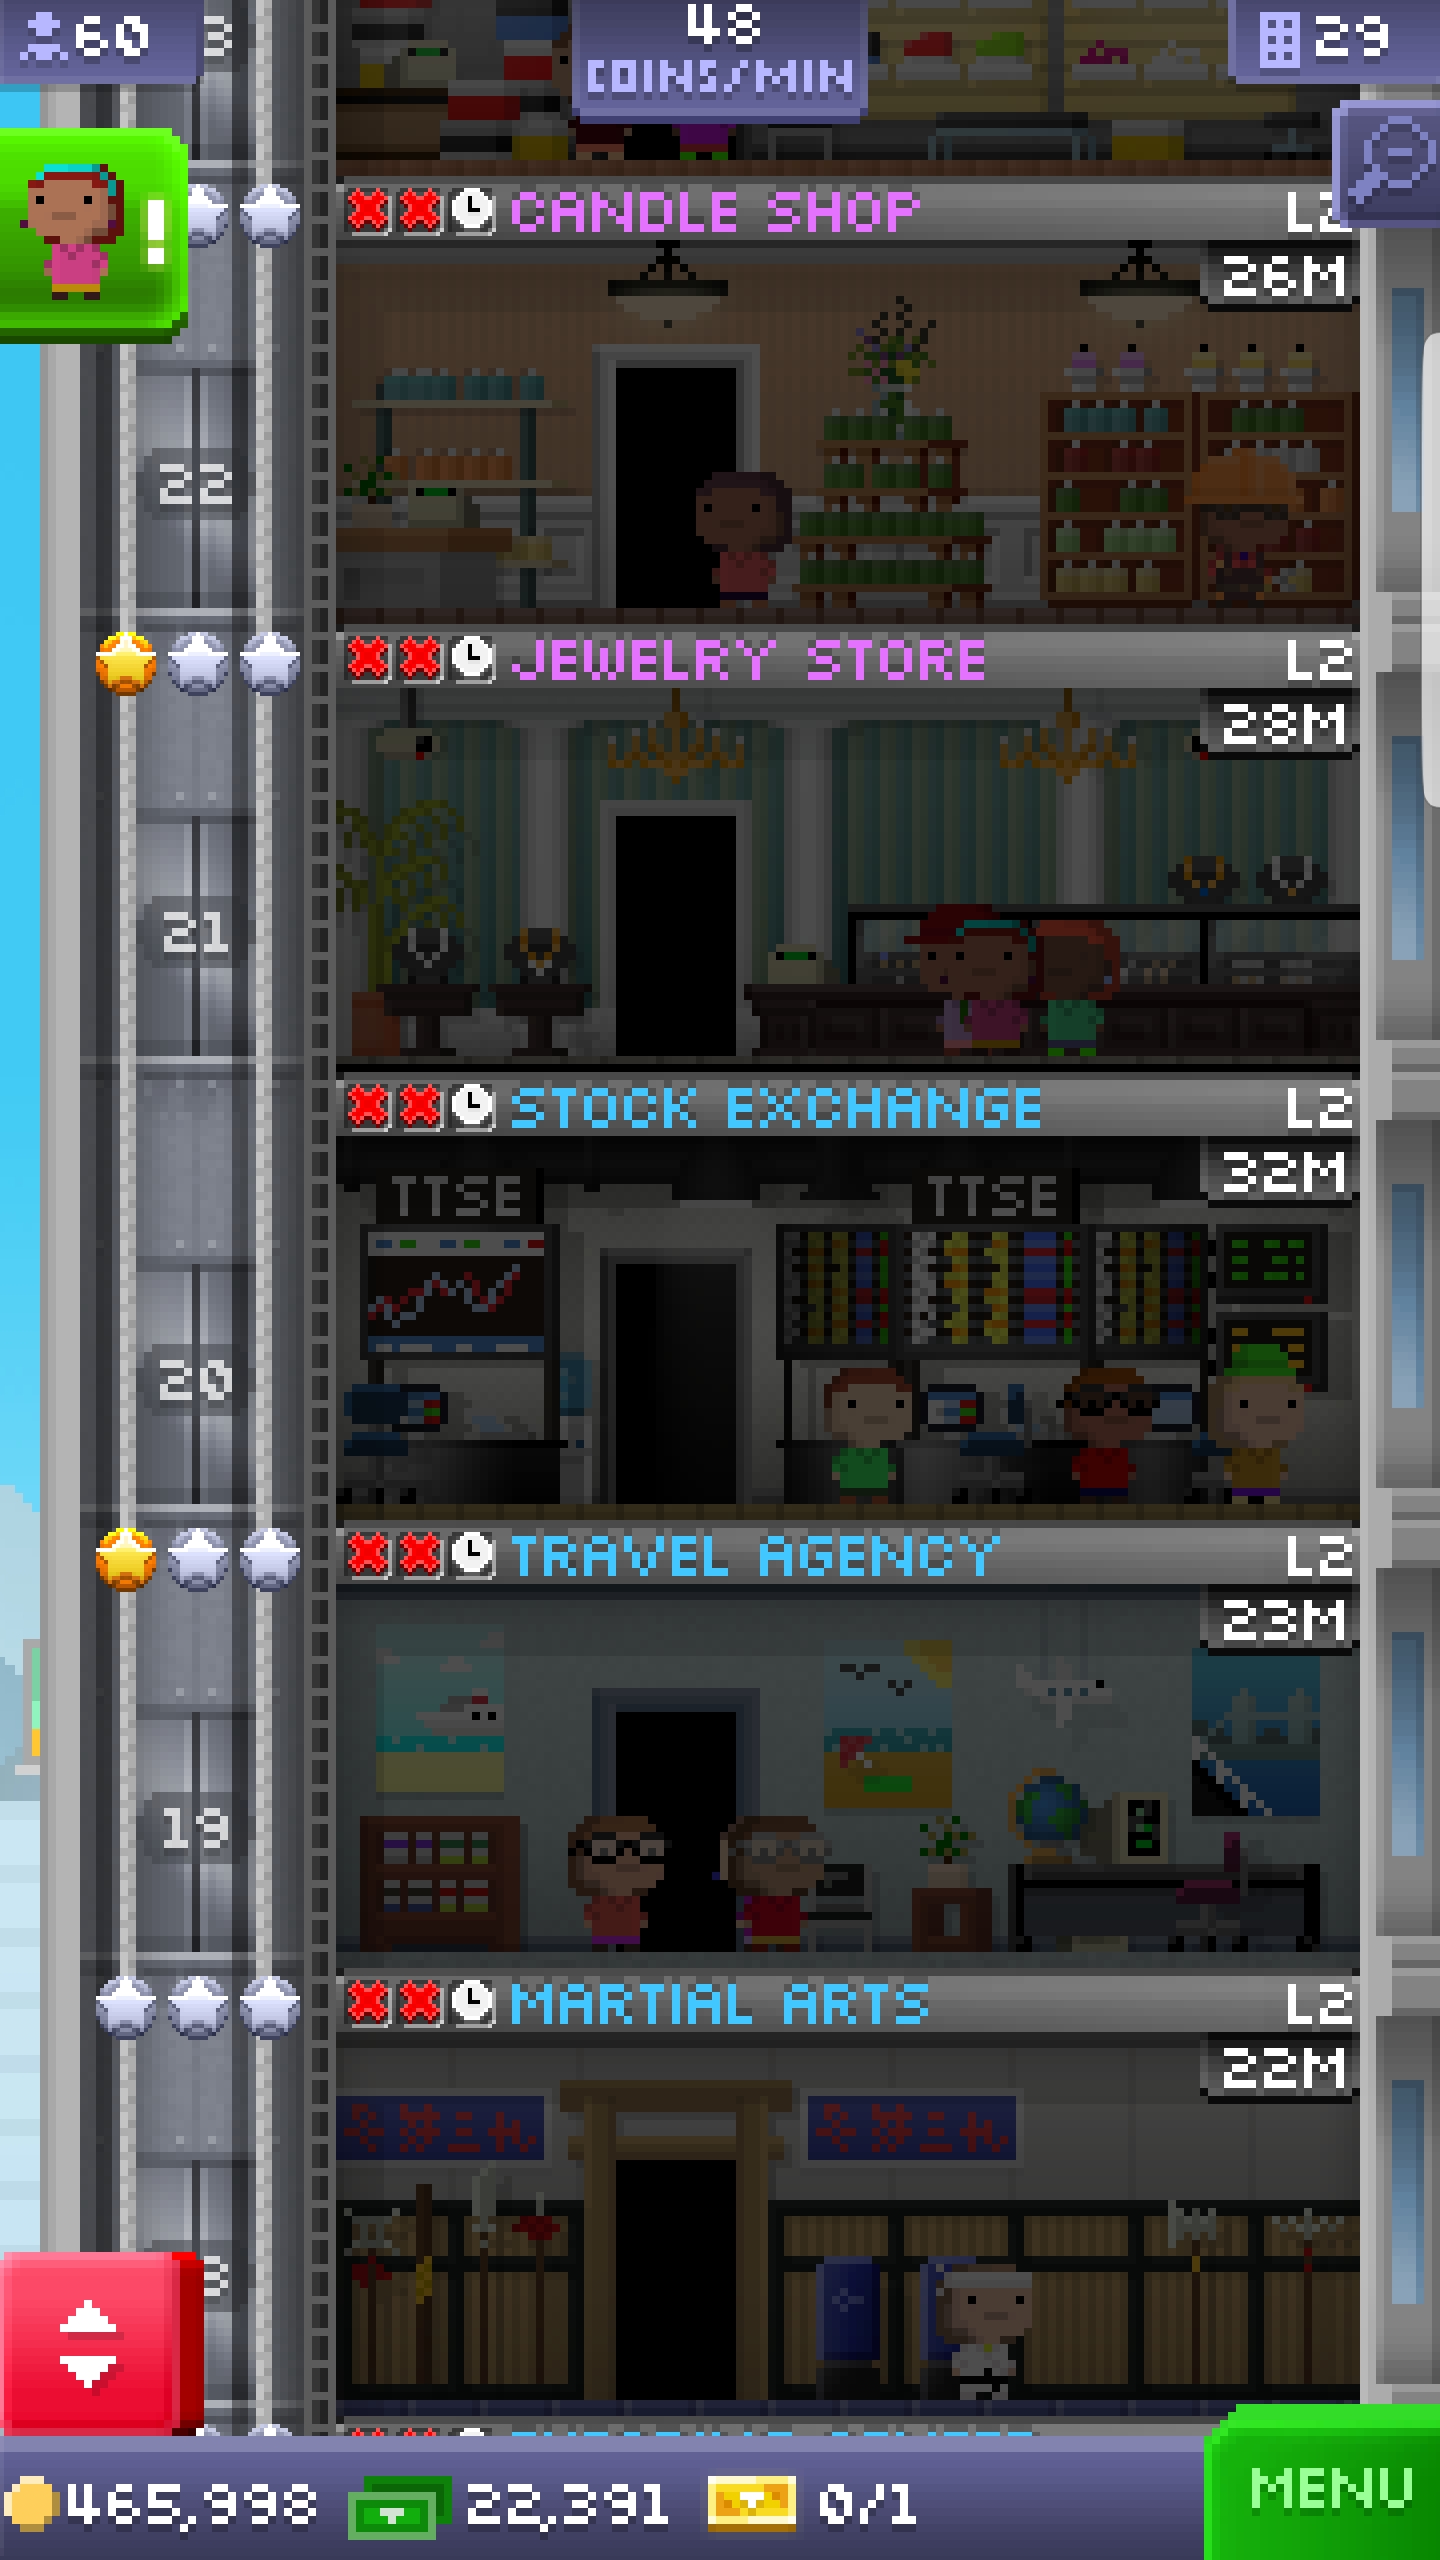 60
48
COINS/MIN
29
CANDLE SHOP
L2
26M
22
JEWELRY STORE
L2
28M
21
STOCK EXCHANGE
L2
32M
TTSE
TTSE
20
TRAVEL AGENCY
L2
23M
19
MARTIAL ARTS
L2
22M
465,998
22,391
0/1
MENU